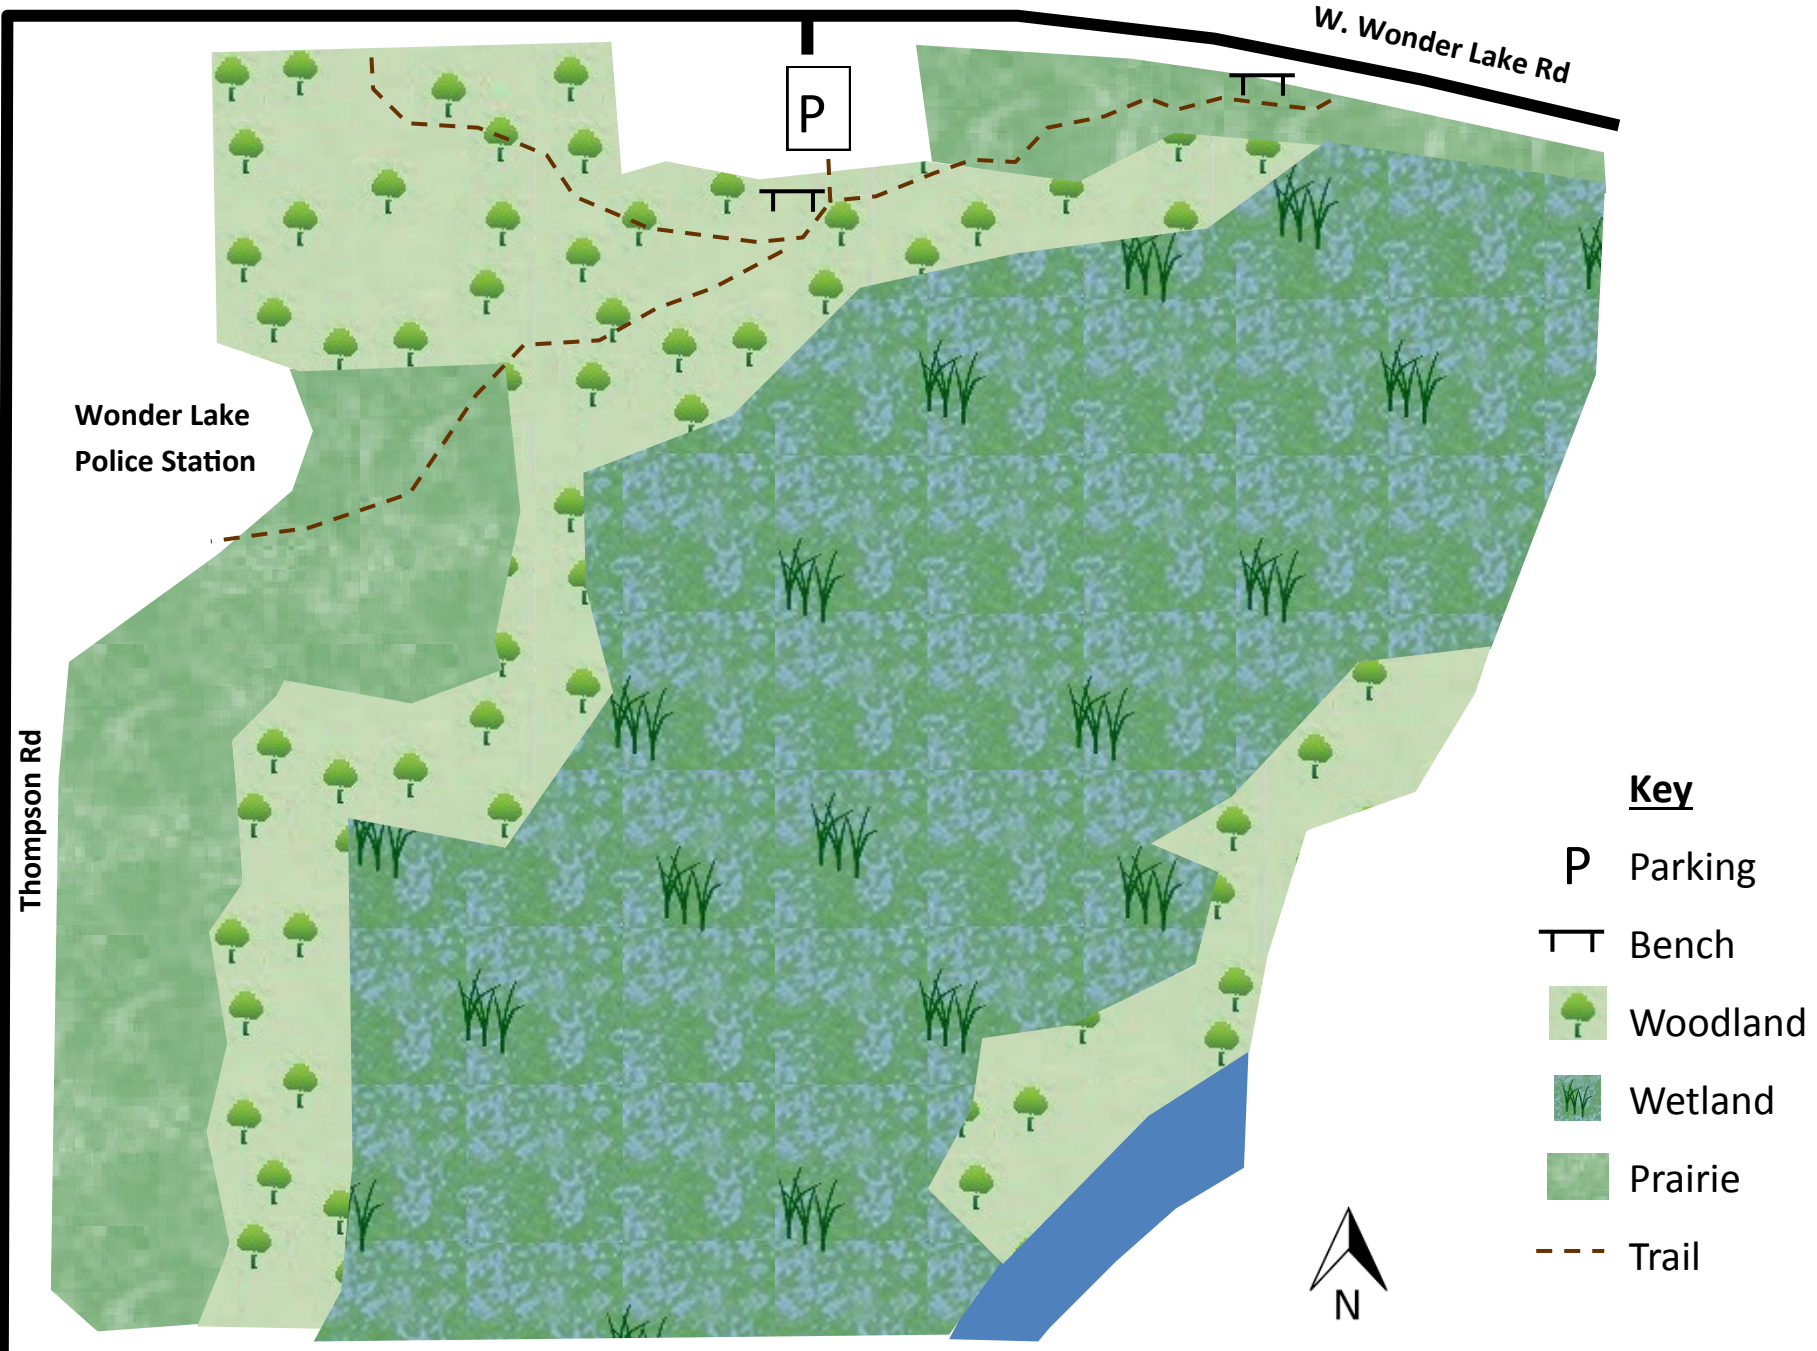 W. Wonder Lake Rd
P
Wonder Lake
Police Station
Thompson Rd
Key
P Parking
Bench
Woodland
Wetland
Prairie
Trail
N